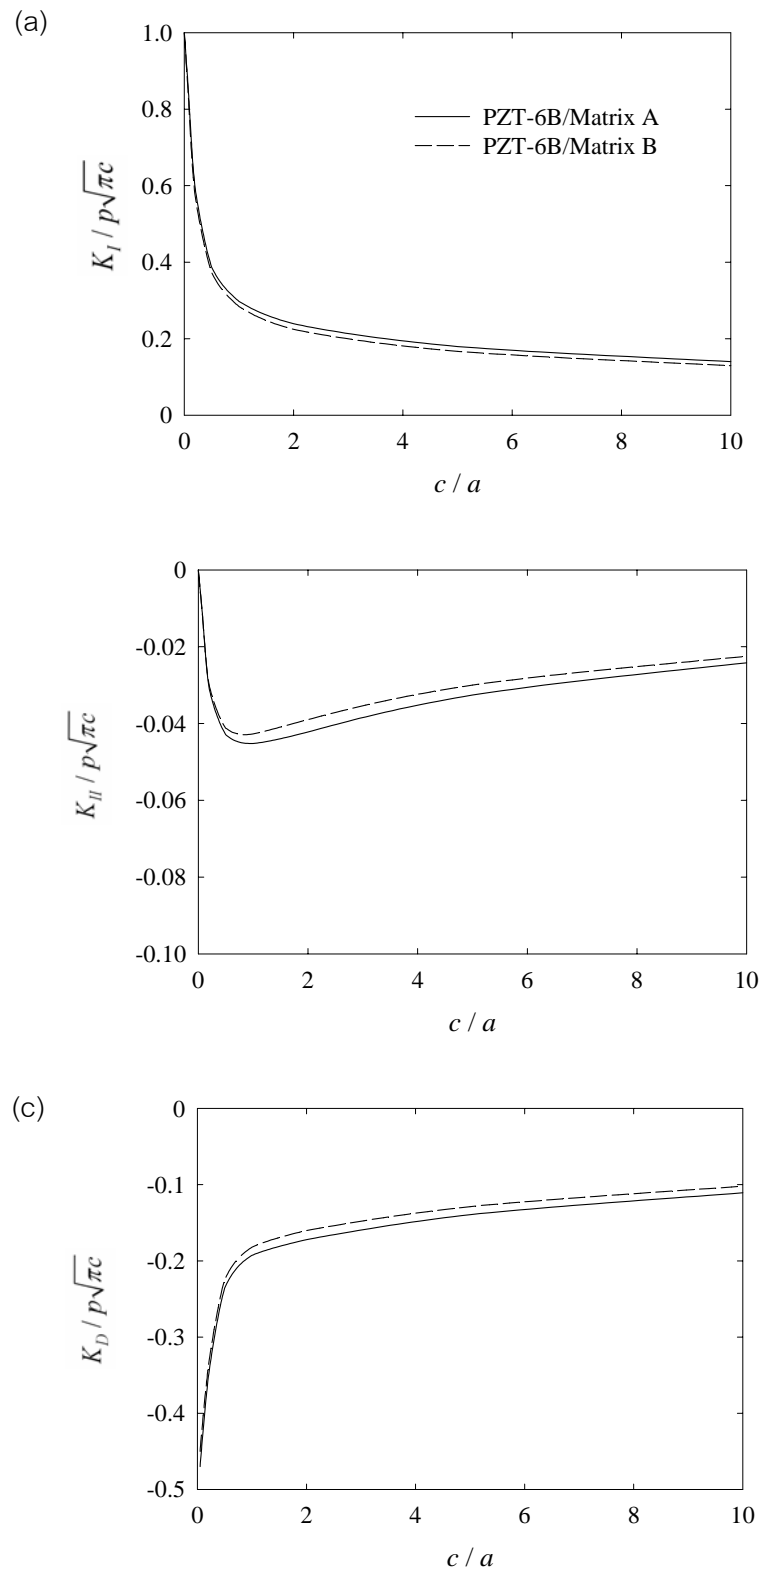 (a)
1.0
0.8
0.6
0.4
0.2
0
K_I / p√πc
PZT-6B/Matrix A
PZT-6B/Matrix B
0 2 4 6 8 10
c / a
0
-0.02
-0.04
-0.06
-0.08
-0.10
K_II / p√πc
0 2 4 6 8 10
c / a
(c)
0
-0.1
-0.2
-0.3
-0.4
-0.5
K_D / p√πc
0 2 4 6 8 10
c / a